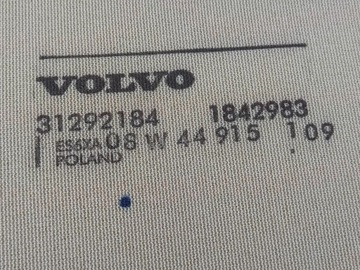 VOLVO
31292184 1842983
ES6XA 08 W 44 915 109
POLAND